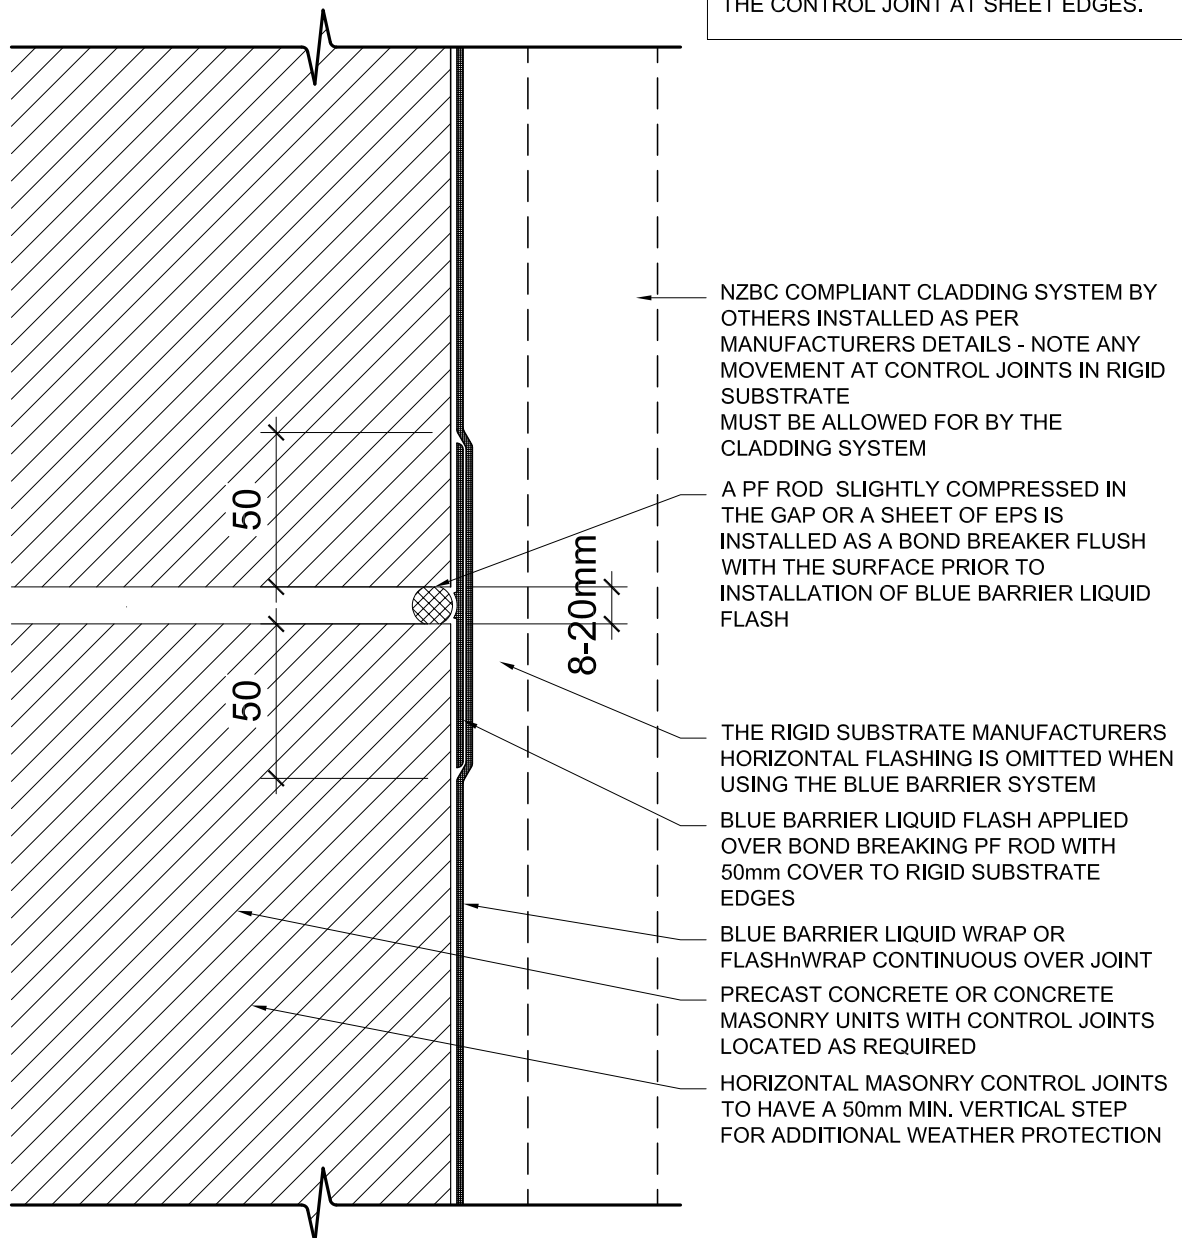 THE CONTROL JOINT AT SHEET EDGES.
NZBC COMPLIANT CLADDING SYSTEM BY
OTHERS INSTALLED AS PER
MANUFACTURERS DETAILS - NOTE ANY
MOVEMENT AT CONTROL JOINTS IN RIGID
SUBSTRATE
MUST BE ALLOWED FOR BY THE
CLADDING SYSTEM
A PF ROD SLIGHTLY COMPRESSED IN
THE GAP OR A SHEET OF EPS IS
INSTALLED AS A BOND BREAKER FLUSH
WITH THE SURFACE PRIOR TO
INSTALLATION OF BLUE BARRIER LIQUID
FLASH
50
8-20mm
50
THE RIGID SUBSTRATE MANUFACTURERS
HORIZONTAL FLASHING IS OMITTED WHEN
USING THE BLUE BARRIER SYSTEM
BLUE BARRIER LIQUID FLASH APPLIED
OVER BOND BREAKING PF ROD WITH
50mm COVER TO RIGID SUBSTRATE
EDGES
BLUE BARRIER LIQUID WRAP OR
FLASHnWRAP CONTINUOUS OVER JOINT
PRECAST CONCRETE OR CONCRETE
MASONRY UNITS WITH CONTROL JOINTS
LOCATED AS REQUIRED
HORIZONTAL MASONRY CONTROL JOINTS
TO HAVE A 50mm MIN. VERTICAL STEP
FOR ADDITIONAL WEATHER PROTECTION